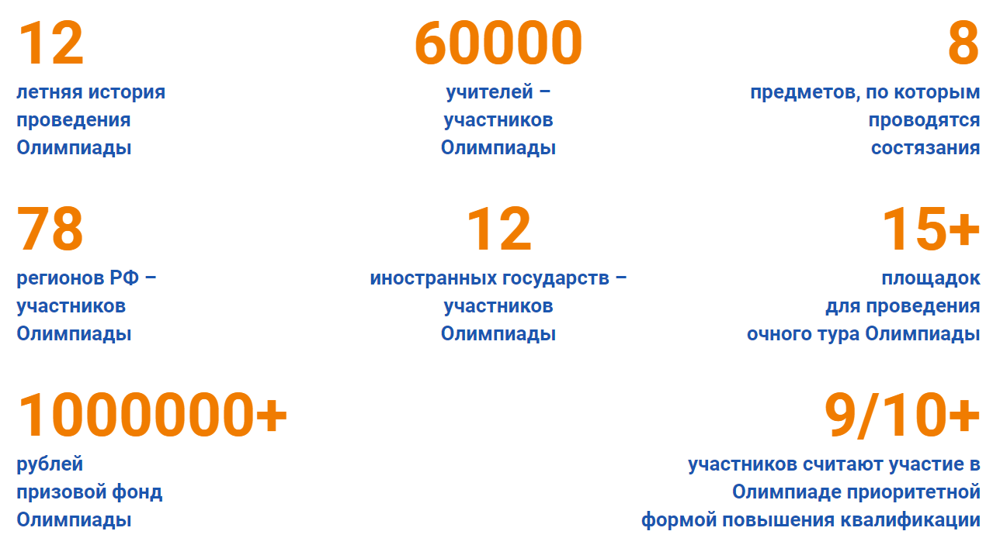 12
летняя история
проведения
Олимпиады
60000
учителей –
участников
Олимпиады
8
предметов, по которым
проводятся
состязания
78
регионов РФ –
участников
Олимпиады
12
иностранных государств –
участников
Олимпиады
15+
площадок
для проведения
очного тура Олимпиады
1000000+
рублей
призовой фонд
Олимпиады
9/10+
участников считают участие в
Олимпиаде приоритетной
формой повышения квалификации